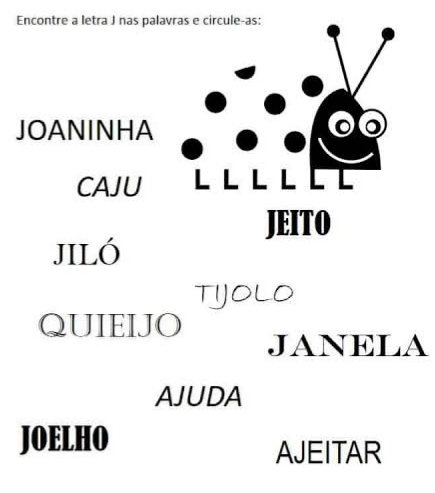 Encontre a letra J nas palavras e circule-as:
JOANINHA
CAJU
JEITO
JILÓ
TIJOLO
QUIEIJO
JANELA
AJUDA
JOELHO
AJEITAR